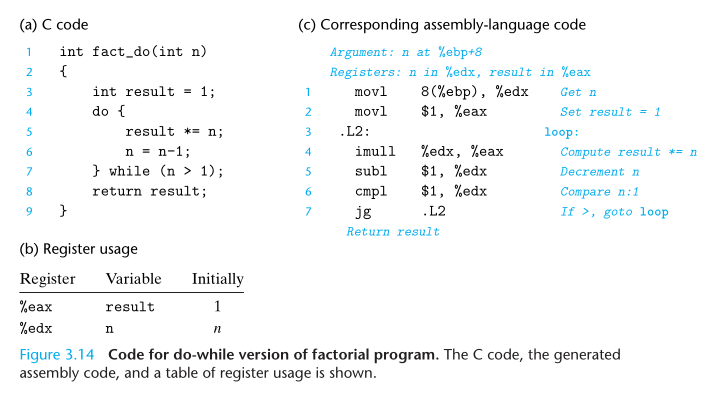 (a) C code
1 int fact_do(int n)
2 {
3 int result = 1;
4 do {
5 result *= n;
6 n = n-1;
7 } while (n > 1);
8 return result;
9 }
(b) Register usage
Register Variable Initially
%eax result 1
%edx n n
(c) Corresponding assembly-language code
Argument: n at %ebp+8
Registers: n in %edx, result in %eax
1 movl 8(%ebp), %edx Get n
2 movl $1, %eax Set result = 1
3 .L2: loop:
4 imull %edx, %eax Compute result *= n
5 subl $1, %edx Decrement n
6 cmpl $1, %edx Compare n:1
7 jg .L2 If >, goto loop
Return result
Figure 3.14 Code for do-while version of factorial program. The C code, the generated
assembly code, and a table of register usage is shown.